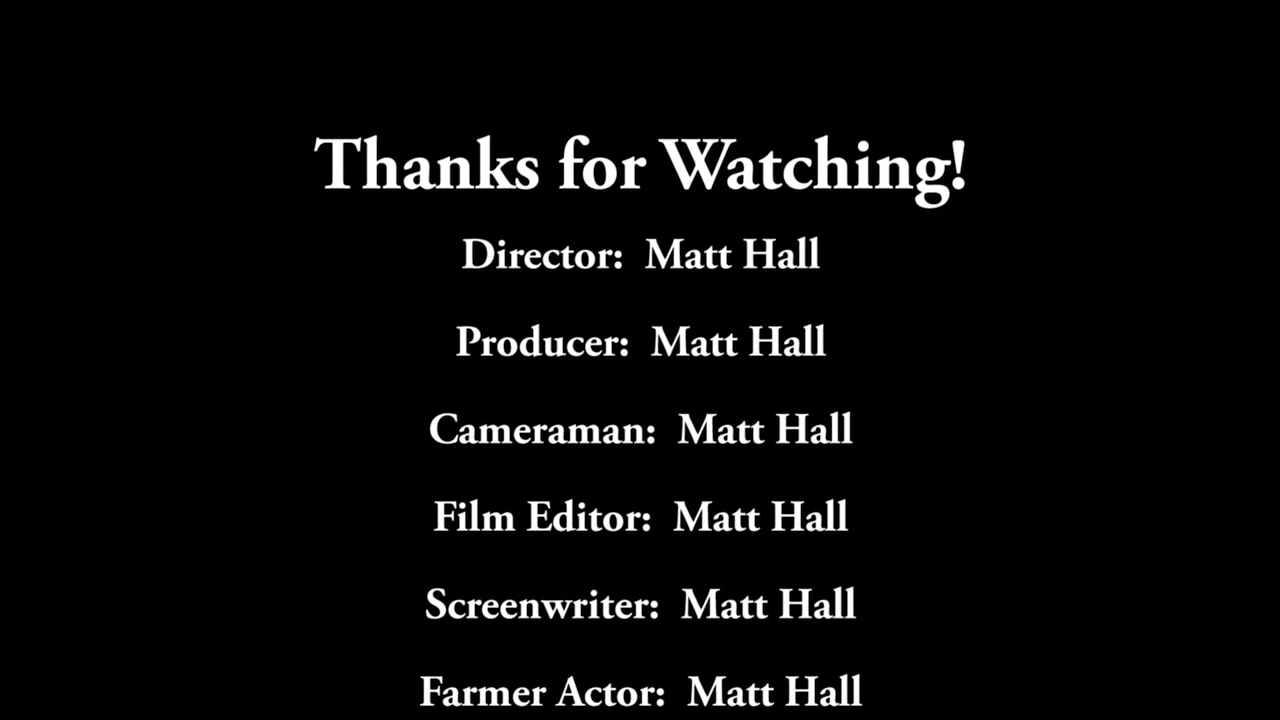 Thanks for Watching!
Director: Matt Hall
Producer: Matt Hall
Cameraman: Matt Hall
Film Editor: Matt Hall
Screenwriter: Matt Hall
Farmer Actor: Matt Hall